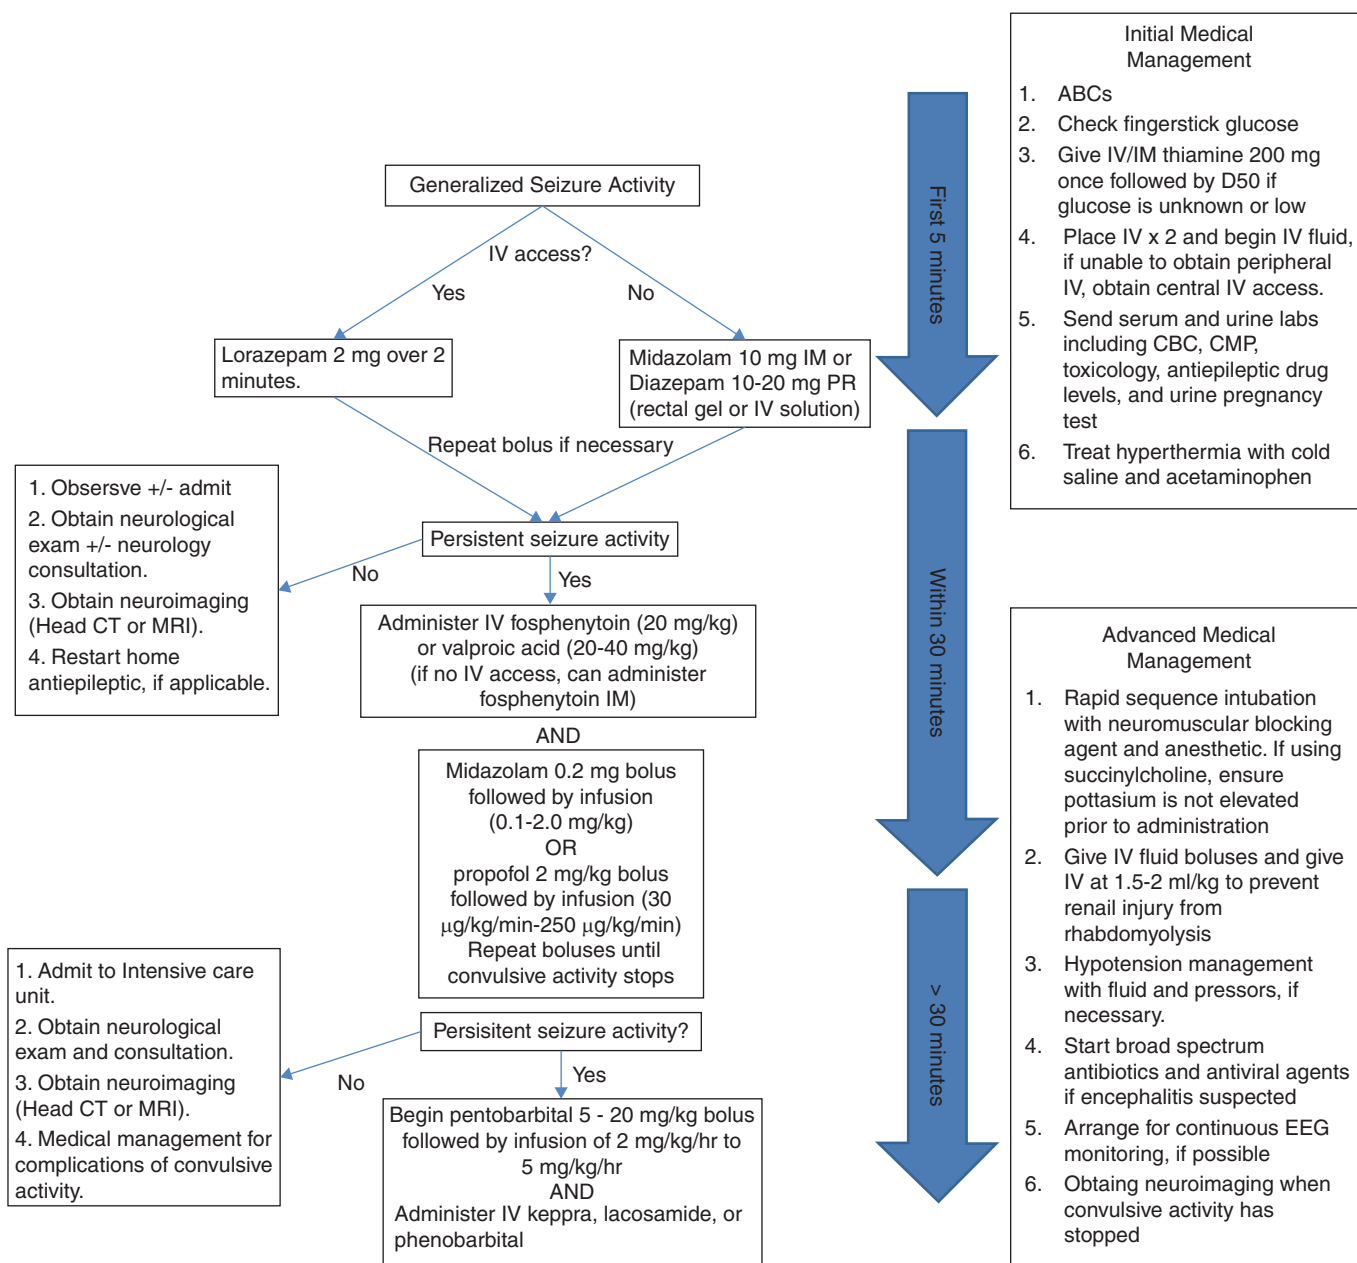 Generalized Seizure Activity
IV access?
Yes
No
Lorazepam 2 mg over 2
minutes.
Midazolam 10 mg IM or
Diazepam 10-20 mg PR
(rectal gel or IV solution)
Repeat bolus if necessary
Persistent seizure activity
No
Yes
1. Obsersve +/- admit
2. Obtain neurological
exam +/- neurology
consultation.
3. Obtain neuroimaging
(Head CT or MRI).
4. Restart home
antiepileptic, if applicable.
Administer IV fosphenytoin (20 mg/kg)
or valproic acid (20-40 mg/kg)
(if no IV access, can administer
fosphenytoin IM)
AND
Midazolam 0.2 mg bolus
followed by infusion
(0.1-2.0 mg/kg)
OR
propofol 2 mg/kg bolus
followed by infusion (30
μg/kg/min-250 μg/kg/min)
Repeat boluses until
convulsive activity stops
Persisitent seizure activity?
No
Yes
1. Admit to Intensive care
unit.
2. Obtain neurological
exam and consultation.
3. Obtain neuroimaging
(Head CT or MRI).
4. Medical management for
complications of convulsive
activity.
Begin pentobarbital 5 - 20 mg/kg bolus
followed by infusion of 2 mg/kg/hr to
5 mg/kg/hr
AND
Administer IV keppra, lacosamide, or
phenobarbital
First 5 minutes
Within 30 minutes
> 30 minutes
Initial Medical
Management
1. ABCs
2. Check fingerstick glucose
3. Give IV/IM thiamine 200 mg
once followed by D50 if
glucose is unknown or low
4. Place IV x 2 and begin IV fluid,
if unable to obtain peripheral
IV, obtain central IV access.
5. Send serum and urine labs
including CBC, CMP,
toxicology, antiepileptic drug
levels, and urine pregnancy
test
6. Treat hyperthermia with cold
saline and acetaminophen
Advanced Medical
Management
1. Rapid sequence intubation
with neuromuscular blocking
agent and anesthetic. If using
succinylcholine, ensure
pottasium is not elevated
prior to administration
2. Give IV fluid boluses and give
IV at 1.5-2 ml/kg to prevent
renail injury from
rhabdomyolysis
3. Hypotension management
with fluid and pressors, if
necessary.
4. Start broad spectrum
antibiotics and antiviral agents
if encephalitis suspected
5. Arrange for continuous EEG
monitoring, if possible
6. Obtaing neuroimaging when
convulsive activity has
stopped